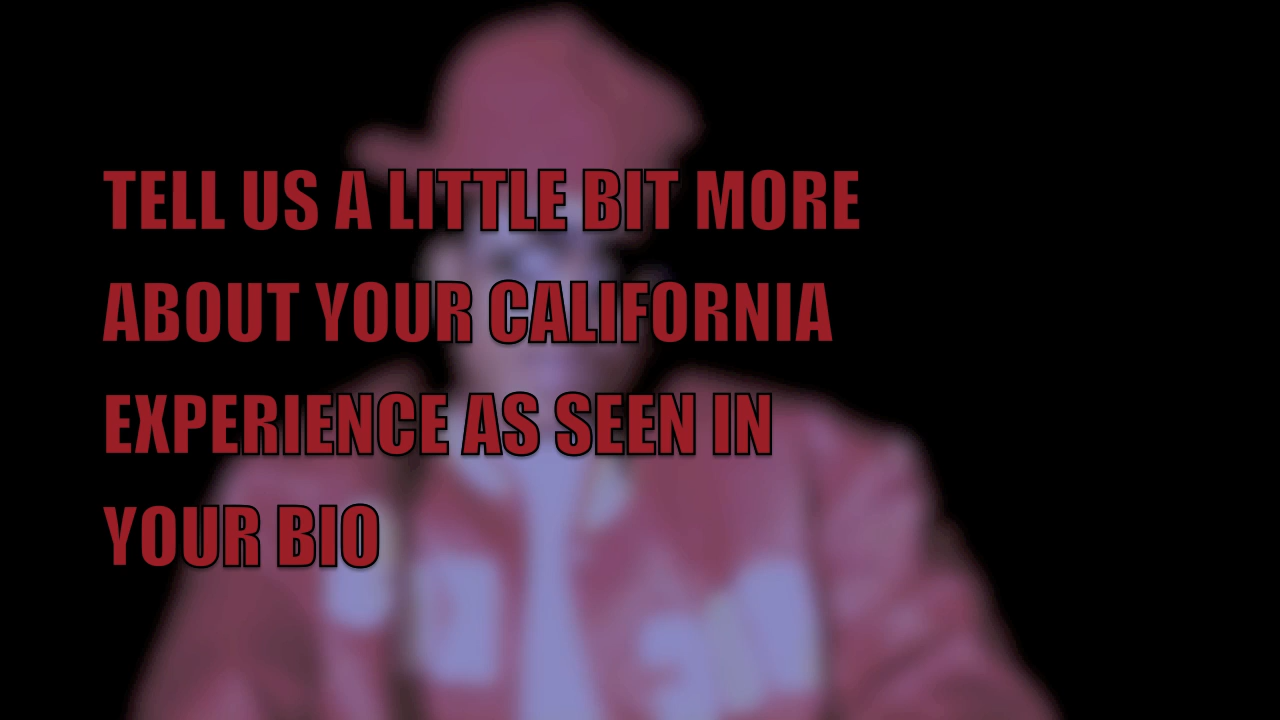 TELL US A LITTLE BIT MORE
ABOUT YOUR CALIFORNIA
EXPERIENCE AS SEEN IN
YOUR BIO